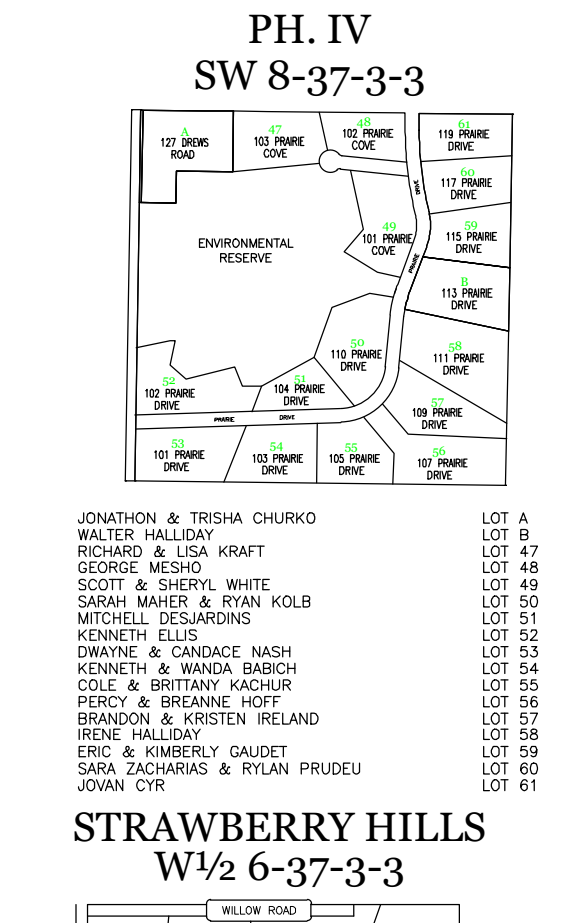 PH. IV
SW 8-37-3-3
A
127 DREWS
ROAD
47
103 PRAIRIE
COVE
48
102 PRAIRIE
COVE
61
119 PRAIRIE
DRIVE
60
117 PRAIRIE
DRIVE
DRIVE
49
101 PRAIRIE
COVE
59
115 PRAIRIE
DRIVE
ENVIRONMENTAL
RESERVE
PRAIRIE
B
113 PRAIRIE
DRIVE
50
110 PRAIRIE
DRIVE
58
111 PRAIRIE
DRIVE
52
102 PRAIRIE
DRIVE
51
104 PRAIRIE
DRIVE
57
109 PRAIRIE
DRIVE
PRAIRIE DRIVE
53
101 PRAIRIE
DRIVE
54
103 PRAIRIE
DRIVE
55
105 PRAIRIE
DRIVE
56
107 PRAIRIE
DRIVE
JONATHON & TRISHA CHURKO LOT A
WALTER HALLIDAY LOT B
RICHARD & LISA KRAFT LOT 47
GEORGE MESHO LOT 48
SCOTT & SHERYL WHITE LOT 49
SARAH MAHER & RYAN KOLB LOT 50
MITCHELL DESJARDINS LOT 51
KENNETH ELLIS LOT 52
DWAYNE & CANDACE NASH LOT 53
KENNETH & WANDA BABICH LOT 54
COLE & BRITTANY KACHUR LOT 55
PERCY & BREANNE HOFF LOT 56
BRANDON & KRISTEN IRELAND LOT 57
IRENE HALLIDAY LOT 58
ERIC & KIMBERLY GAUDET LOT 59
SARA ZACHARIAS & RYLAN PRUDEU LOT 60
JOVAN CYR LOT 61
STRAWBERRY HILLS
W½ 6-37-3-3
WILLOW ROAD